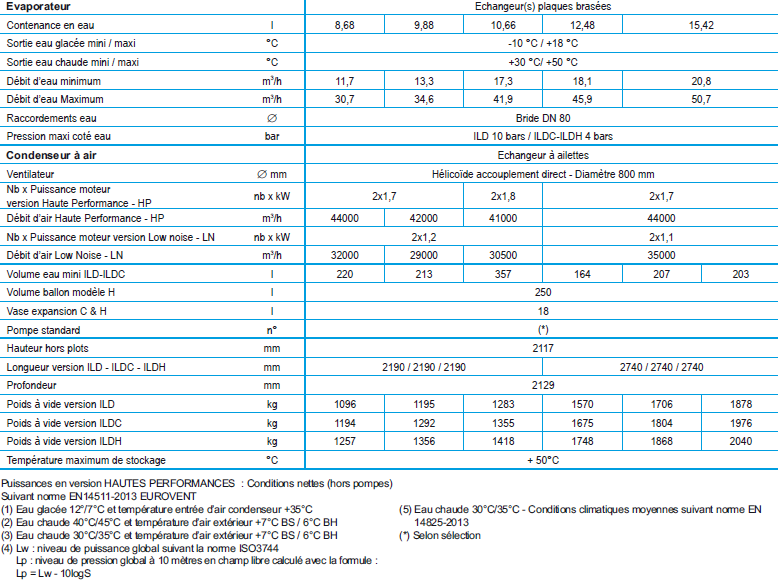 Evaporateur Echangeur(s) plaques brasées
Contenance en eau l 8,68 9,88 10,66 12,48 15,42
Sortie eau glacée mini / maxi °C -10 °C / +18 °C
Sortie eau chaude mini / maxi °C +30 °C/ +50 °C
Débit d'eau minimum m³/h 11,7 13,3 17,3 18,1 20,8
Débit d'eau Maximum m³/h 30,7 34,6 41,9 45,9 50,7
Raccordements eau Ø Bride DN 80
Pression maxi coté eau bar ILD 10 bars / ILDC-ILDH 4 bars
Condenseur à air Echangeur à ailettes
Ventilateur Ø mm Hélicoïde accouplement direct - Diamétre 800 mm
Nb x Puissance moteur
version Haute Performance - HP nb x kW 2x1,7 2x1,8 2x1,7
Débit d'air Haute Performance - HP m³/h 44000 42000 41000 44000
Nb x Puissance moteur version Low noise - LN nb x kW 2x1,2 2x1,1
Débit d'air Low Noise - LN m³/h 32000 29000 30500 35000
Volume eau mini ILD-ILDC l 220 213 357 164 207 203
Volume ballon modèle H l 250
Vase expansion C & H l 18
Pompe standard n° (*)
Hauteur hors plots mm 2117
Longueur version ILD - ILDC - ILDH mm 2190 / 2190 / 2190 2740 / 2740 / 2740
Profondeur mm 2129
Poids à vide version ILD kg 1096 1195 1283 1570 1706 1878
Poids à vide version ILDC kg 1194 1292 1355 1675 1804 1976
Poids à vide version ILDH kg 1257 1356 1418 1748 1868 2040
Température maximum de stockage °C + 50°C
Puissances en version HAUTES PERFORMANCES : Conditions nettes (hors pompes)
Suivant norme EN14511-2013 EUROVENT
(1) Eau glacée 12°/7°C et température entrée d'air condenseur +35°C
(2) Eau chaude 40°C/45°C et température d'air extérieur +7°C BS / 6°C BH
(3) Eau chaude 30°C/35°C et température d'air extérieur +7°C BS / 6°C BH
(4) Lw : niveau de puissance global suivant la norme ISO3744
Lp : niveau de pression global à 10 mètres en champ libre calculé avec la formule :
Lp = Lw - 10logS
(5) Eau chaude 30°C/35°C - Conditions climatiques moyennes suivant norme EN
14825-2013
(*) Selon sélection